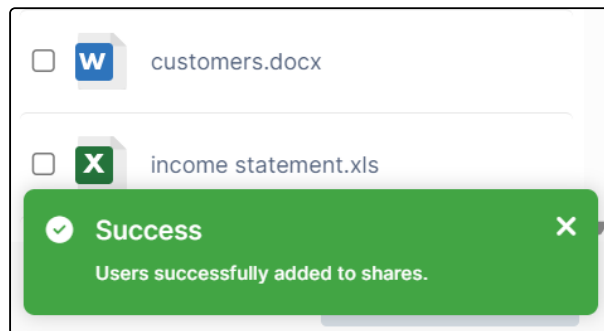 W
customers.docx
X
income statement.xls
Success
Users successfully added to shares.